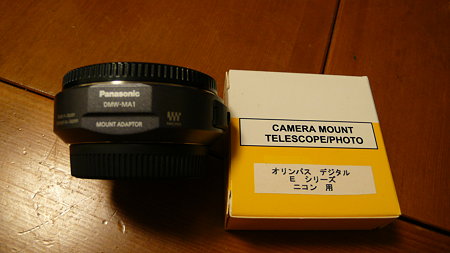 Panasonic
DMW-MA1
MOUNT ADAPTOR
CAMERA MOUNT
TELESCOPE/PHOTO
オリンパス デジタル
E シリーズ
ニコン 用